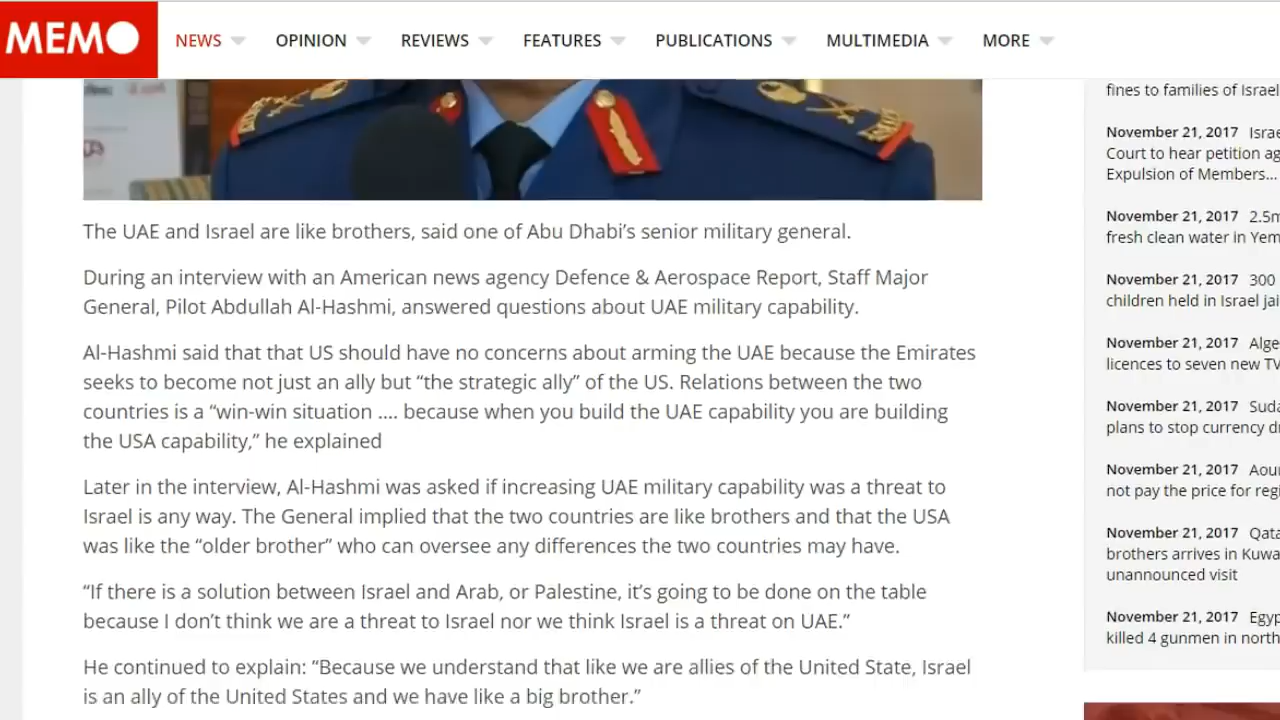 MEMO
NEWS OPINION REVIEWS FEATURES PUBLICATIONS MULTIMEDIA MORE
The UAE and Israel are like brothers, said one of Abu Dhabi’s senior military general.
During an interview with an American news agency Defence & Aerospace Report, Staff Major
General, Pilot Abdullah Al-Hashmi, answered questions about UAE military capability.
Al-Hashmi said that that US should have no concerns about arming the UAE because the Emirates
seeks to become not just an ally but “the strategic ally” of the US. Relations between the two
countries is a “win-win situation .... because when you build the UAE capability you are building
the USA capability,” he explained
Later in the interview, Al-Hashmi was asked if increasing UAE military capability was a threat to
Israel is any way. The General implied that the two countries are like brothers and that the USA
was like the “older brother” who can oversee any differences the two countries may have.
“If there is a solution between Israel and Arab, or Palestine, it’s going to be done on the table
because I don’t think we are a threat to Israel nor we think Israel is a threat on UAE.”
He continued to explain: “Because we understand that like we are allies of the United State, Israel
is an ally of the United States and we have like a big brother.”
fines to families of Israel
November 21, 2017 Israe
Court to hear petition ag
Expulsion of Members...
November 21, 2017 2.5m
fresh clean water in Yem
November 21, 2017 300
children held in Israel jai
November 21, 2017 Alge
licences to seven new TV
November 21, 2017 Suda
plans to stop currency d
November 21, 2017 Aou
not pay the price for regi
November 21, 2017 Qata
brothers arrives in Kuwa
unannounced visit
November 21, 2017 Egyp
killed 4 gunmen in north